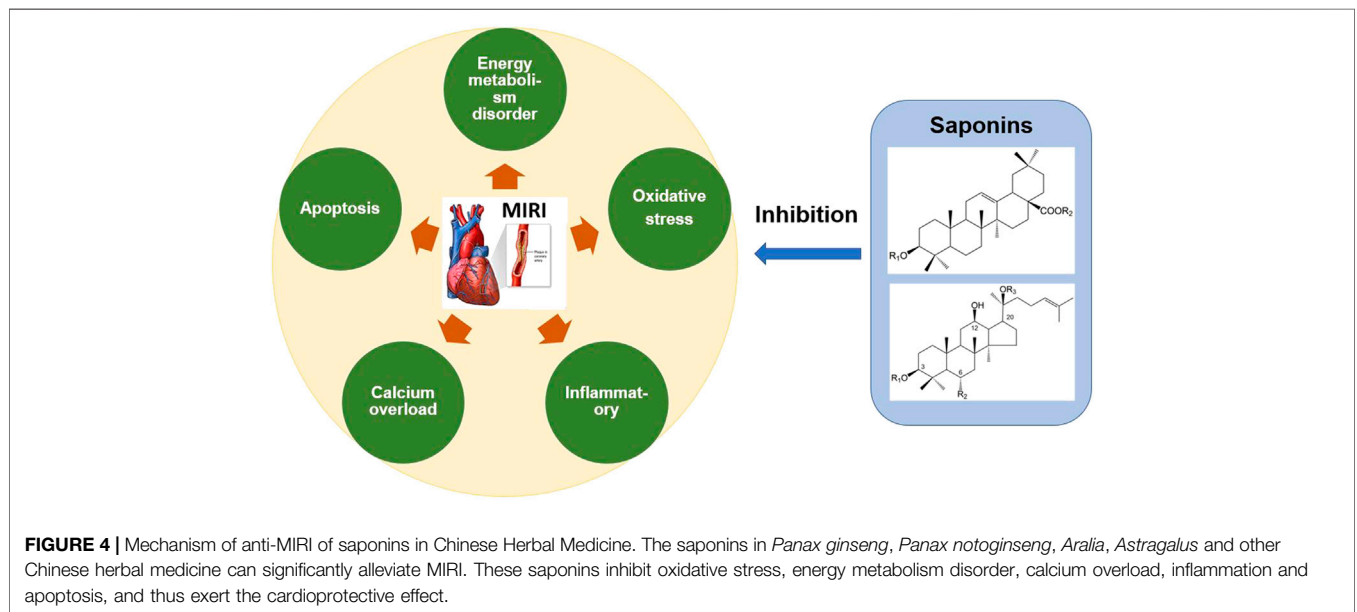 Energy
metaboli-
sm
disorder
Apoptosis
MIRI
Oxidative
stress
Calcium
overload
Inflammat-
ory
Inhibition
Saponins
COOR2
R1O
OR3
OH
20
12
3
6
R1O
R2
FIGURE 4 | Mechanism of anti-MIRI of saponins in Chinese Herbal Medicine. The saponins in Panax ginseng, Panax notoginseng, Aralia, Astragalus and other
Chinese herbal medicine can significantly alleviate MIRI. These saponins inhibit oxidative stress, energy metabolism disorder, calcium overload, inflammation and
apoptosis, and thus exert the cardioprotective effect.